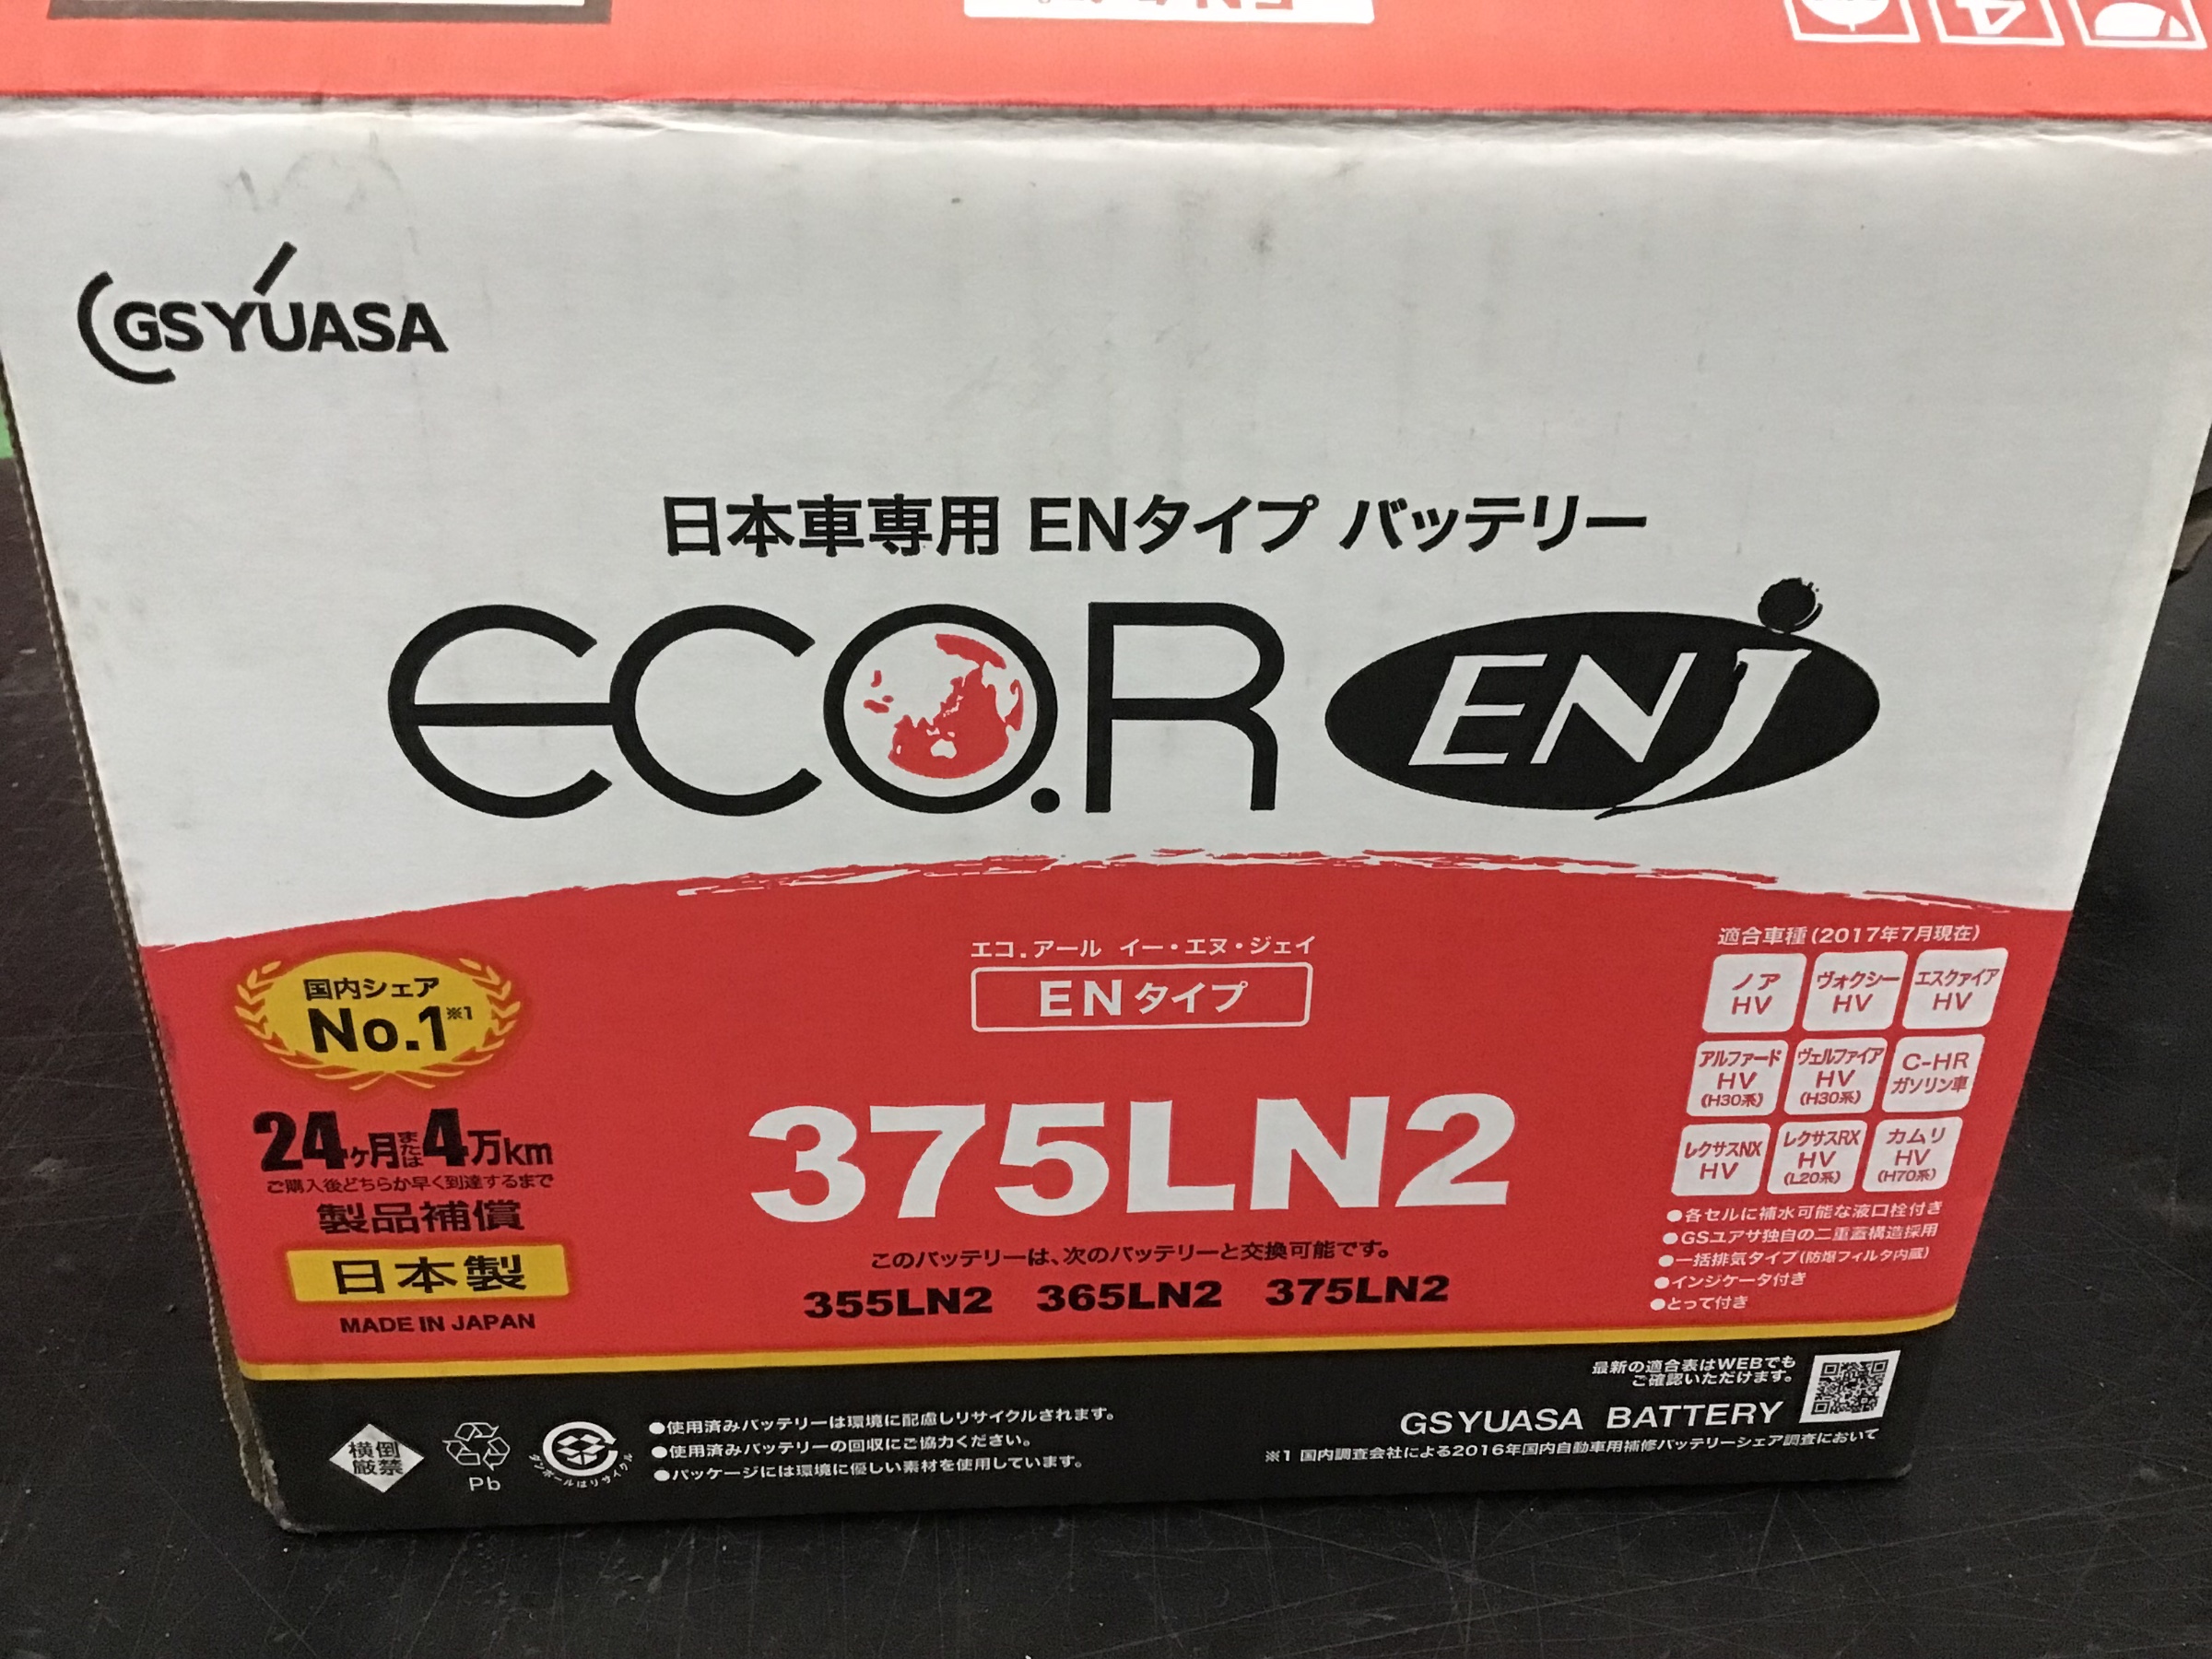 GS YUASA
日本車専用 ENタイプ バッテリー
eco.R ENJ
国内シェア
No.1※1
24ヶ月または4万km
ご購入後どちらか早く到達するまで
製品補償
日本製
MADE IN JAPAN
エコ.アール イー・エヌ・ジェイ
ENタイプ
375LN2
このバッテリーは、次のバッテリーと交換可能です。
355LN2 365LN2 375LN2
適合車種(2017年7月現在)
ノア
HV
ヴォクシー
HV
エスクァイア
HV
アルファード
HV
(H30系)
ヴェルファイア
HV
(H30系)
C-HR
ガソリン車
レクサスNX
HV
レクサスRX
HV
(L20系)
カムリ
HV
(H70系)
●各セルに補水可能な液口栓付き
●GSユアサ独自の二重蓋構造採用
●一括排気タイプ(防爆フィルタ内蔵)
●インジケータ付き
●とって付き
横倒
厳禁
Pb
ダンボールはリサイクル
●使用済みバッテリーは環境に配慮しリサイクルされます。
●使用済みバッテリーの回収にご協力ください。
●パッケージには環境に優しい素材を使用しています。
最新の適合表はWEBでも
ご確認いただけます。
GS YUASA BATTERY
※1 国内調査会社による2016年国内自動車用補修バッテリーシェア調査において